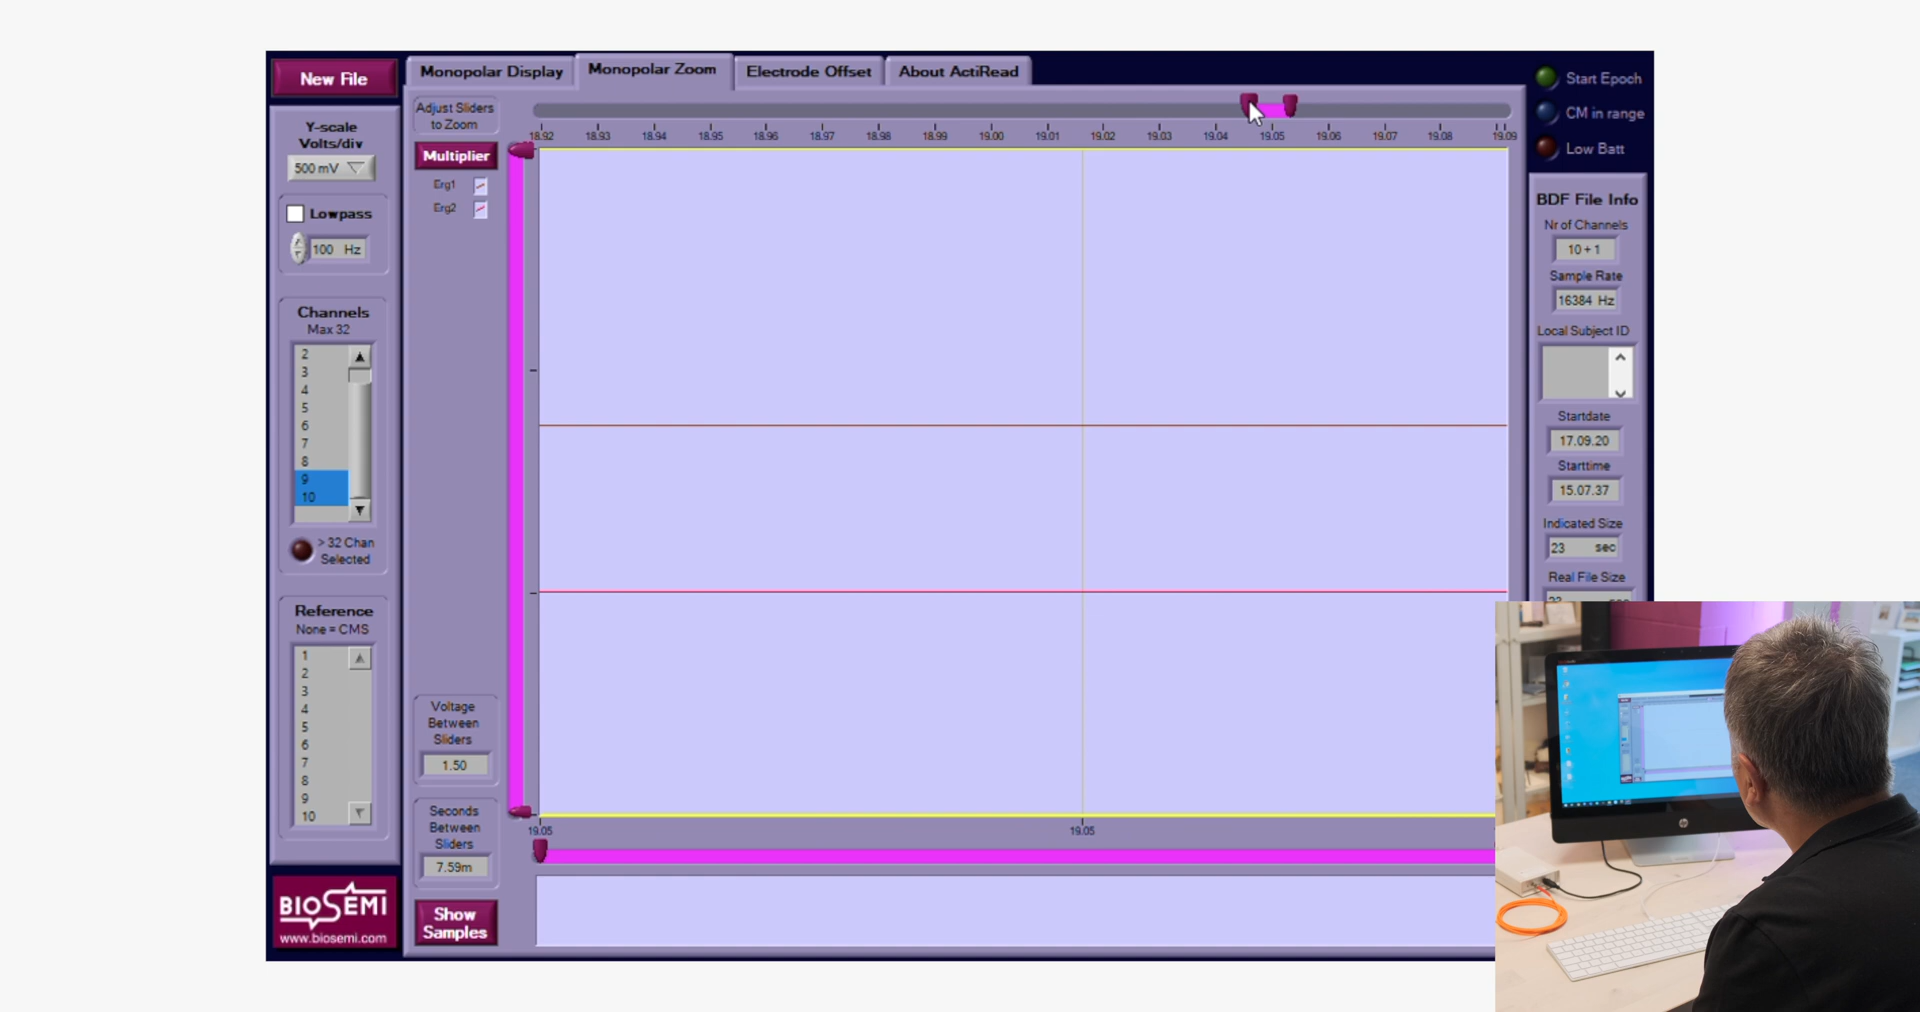 New File
Monopolar Display
Monopolar Zoom
Electrode Offset
About ActiRead
Start Epoch
CM in range
Low Batt
Y-scale
Volts/div
500 mV
Lowpass
100 Hz
Channels
Max 32
2
3
4
5
6
7
8
9
10
> 32 Chan
Selected
Reference
None = CMS
1
2
3
4
5
6
7
8
9
10
BIOSEMI
www.biosemi.com
Adjust Sliders
to Zoom
Multiplier
Erg1
Erg2
Voltage
Between
Sliders
1.50
Seconds
Between
Sliders
7.59m
Show
Samples
18.92 18.93 18.94 18.95 18.96 18.97 18.98 18.99 19.00 19.01 19.02 19.03 19.04 19.05 19.06 19.07 19.08 19.09
19.05 19.05
BDF File Info
Nr of Channels
10 + 1
Sample Rate
16384 Hz
Local Subject ID
Startdate
17.09.20
Starttime
15.07.37
Indicated Size
23 sec
Real File Size